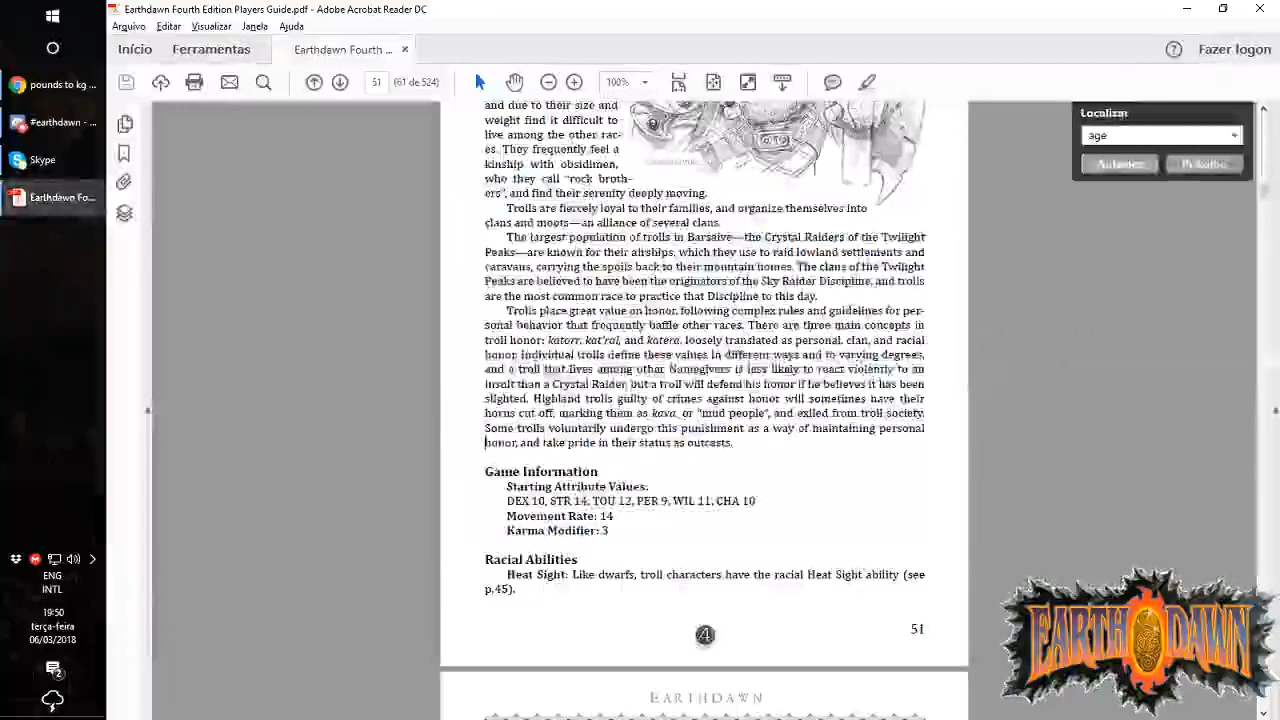 Earthdawn Fourth Edition Players Guide.pdf - Adobe Acrobat Reader DC
Arquivo Editar Visualizar Janela Ajuda
Início Ferramentas Earthdawn Fourth ... × Fazer logon
51 (61 de 524) 100%
pounds to kg ...
#earthdawn - ...
Skype
Earthdawn Fo...
Localizar
age
Anterior Próximo
and due to their size and
weight find it difficult to
live among the other rac-
es. They frequently feel a
kinship with obsidimen,
who they call “rock broth-
ers”, and find their serenity deeply moving.
Trolls are fiercely loyal to their families, and organize themselves into
clans and moots—an alliance of several clans.
The largest population of trolls in Barsaive—the Crystal Raiders of the Twilight
Peaks—are known for their airships, which they use to raid lowland settlements and
caravans, carrying the spoils back to their mountain homes. The clans of the Twilight
Peaks are believed to have been the originators of the Sky Raider Discipline, and trolls
are the most common race to practice that Discipline to this day.
Trolls place great value on honor, following complex rules and guidelines for per-
sonal behavior that frequently baffle other races. There are three main concepts in
troll honor: katorr, kat'ral, and katera, loosely translated as personal, clan, and racial
honor. Individual trolls define these values in different ways and to varying degrees,
and a troll that lives among other Namegivers is less likely to react violently to an
insult than a Crystal Raider, but a troll will defend his honor if he believes it has been
slighted. Highland trolls guilty of crimes against honor will sometimes have their
horns cut off, marking them as kava, or “mud people”, and exiled from troll society.
Some trolls voluntarily undergo this punishment as a way of maintaining personal
honor, and take pride in their status as outcasts.
Game Information
Starting Attribute Values:
DEX 10, STR 14, TOU 12, PER 9, WIL 11, CHA 10
Movement Rate: 14
Karma Modifier: 3
Racial Abilities
Heat Sight: Like dwarfs, troll characters have the racial Heat Sight ability (see
p.45).
4 51
EARTHDAWN
EARTHDAWN
ENG
INTL
19:50
terça-feira
06/03/2018
2